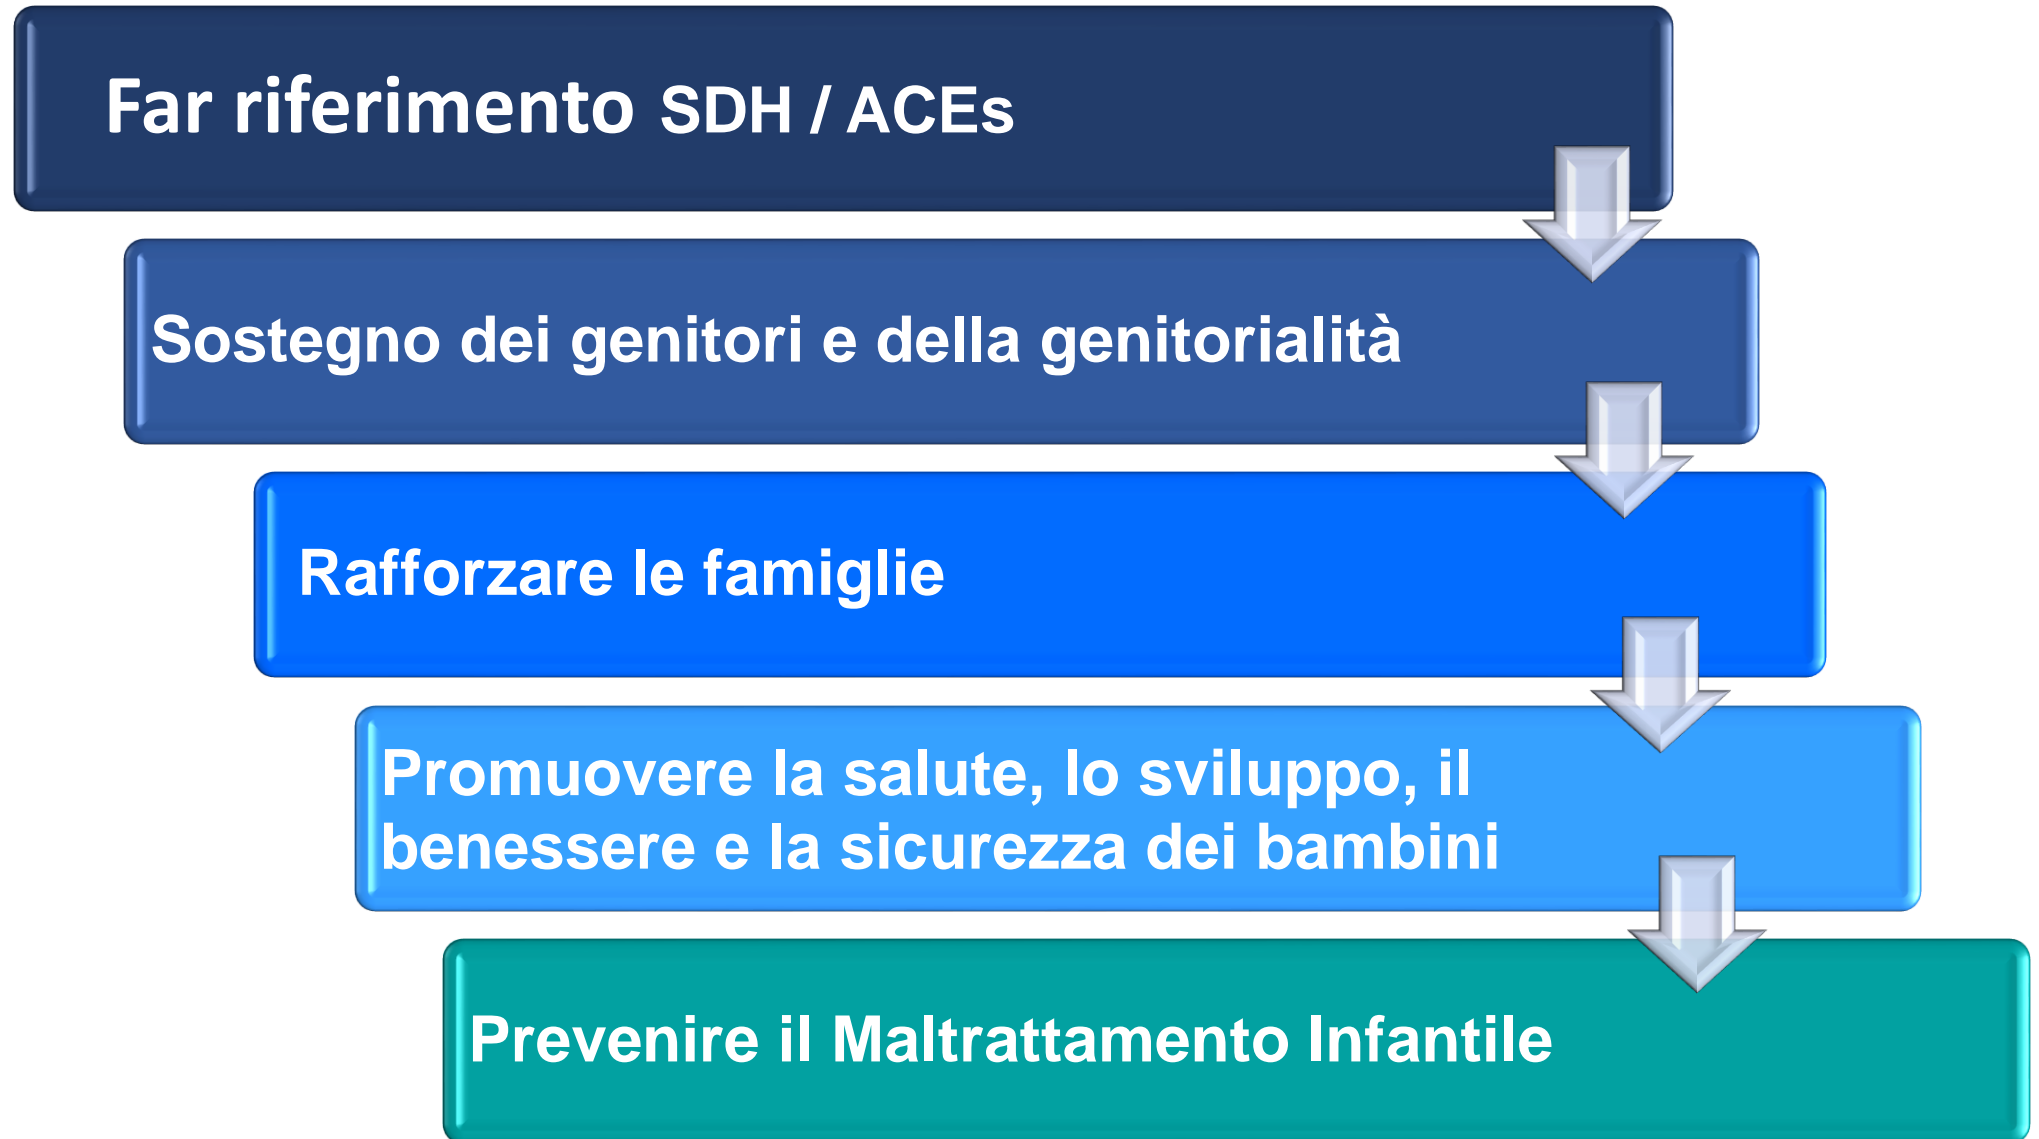 Far riferimento SDH / ACEs
Sostegno dei genitori e della genitorialità
Rafforzare le famiglie
Promuovere la salute, lo sviluppo, il
benessere e la sicurezza dei bambini
Prevenire il Maltrattamento Infantile